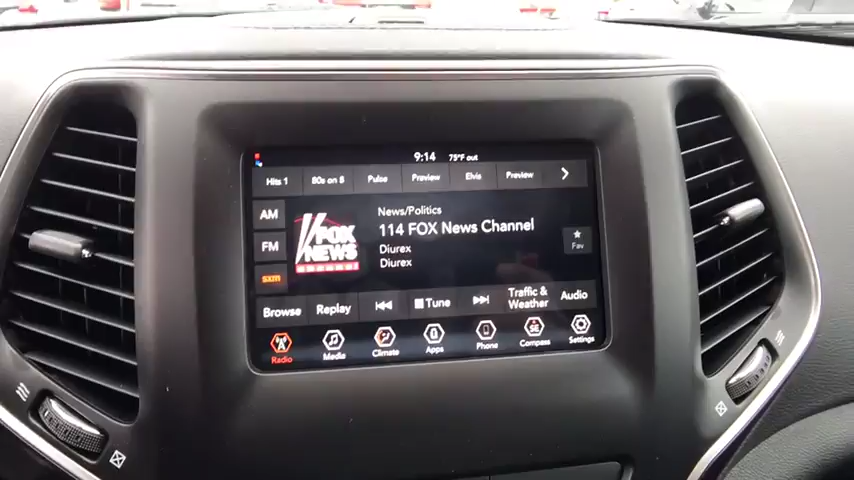 9:14 75°F out
Hits 1 80s on 8 Pulse Preview Elvis Preview
AM
FM
sxm
FOX
NEWS
News/Politics
114 FOX News Channel
Diurex
Diurex
Fav
Browse Replay Tune Traffic & Weather Audio
Radio Media Climate Apps Phone Compass Settings
SE